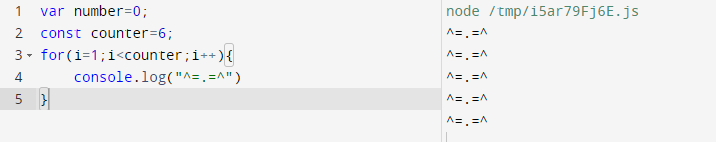 1 var number=0;
2 const counter=6;
3 for(i=1;i<counter;i++){
4 console.log("^=.=^")
5 }
node /tmp/i5ar79Fj6E.js
^=.=^
^=.=^
^=.=^
^=.=^
^=.=^